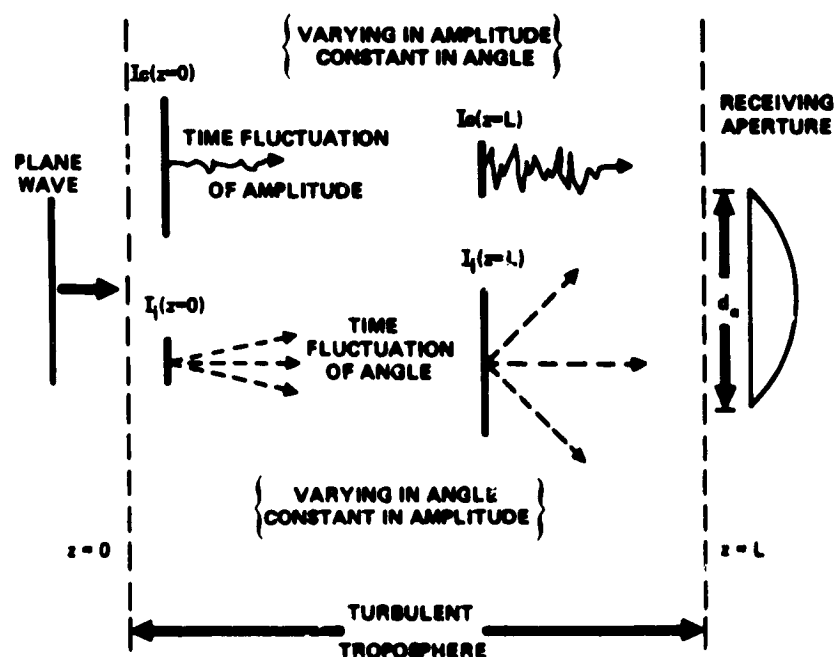 { VARYING IN AMPLITUDE }
CONSTANT IN ANGLE
Ic(z=0)
TIME FLUCTUATION
OF AMPLITUDE
Ic(z=L)
RECEIVING
APERTURE
PLANE
WAVE
Ii(z=0)
Ii(z=L)
TIME
FLUCTUATION
OF ANGLE
da
{ VARYING IN ANGLE }
CONSTANT IN AMPLITUDE
z = 0
z = L
TURBULENT
TROPOSPHERE